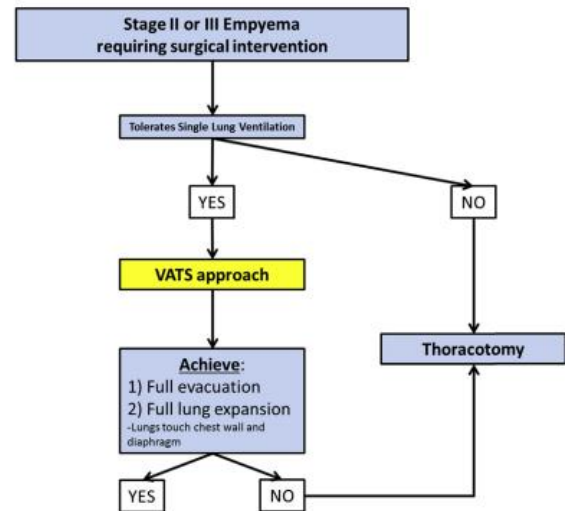 Stage II or III Empyema
requiring surgical intervention
Tolerates Single Lung Ventilation
YES
NO
VATS approach
Thoracotomy
Achieve:
1) Full evacuation
2) Full lung expansion
-Lungs touch chest wall and
diaphragm
YES
NO